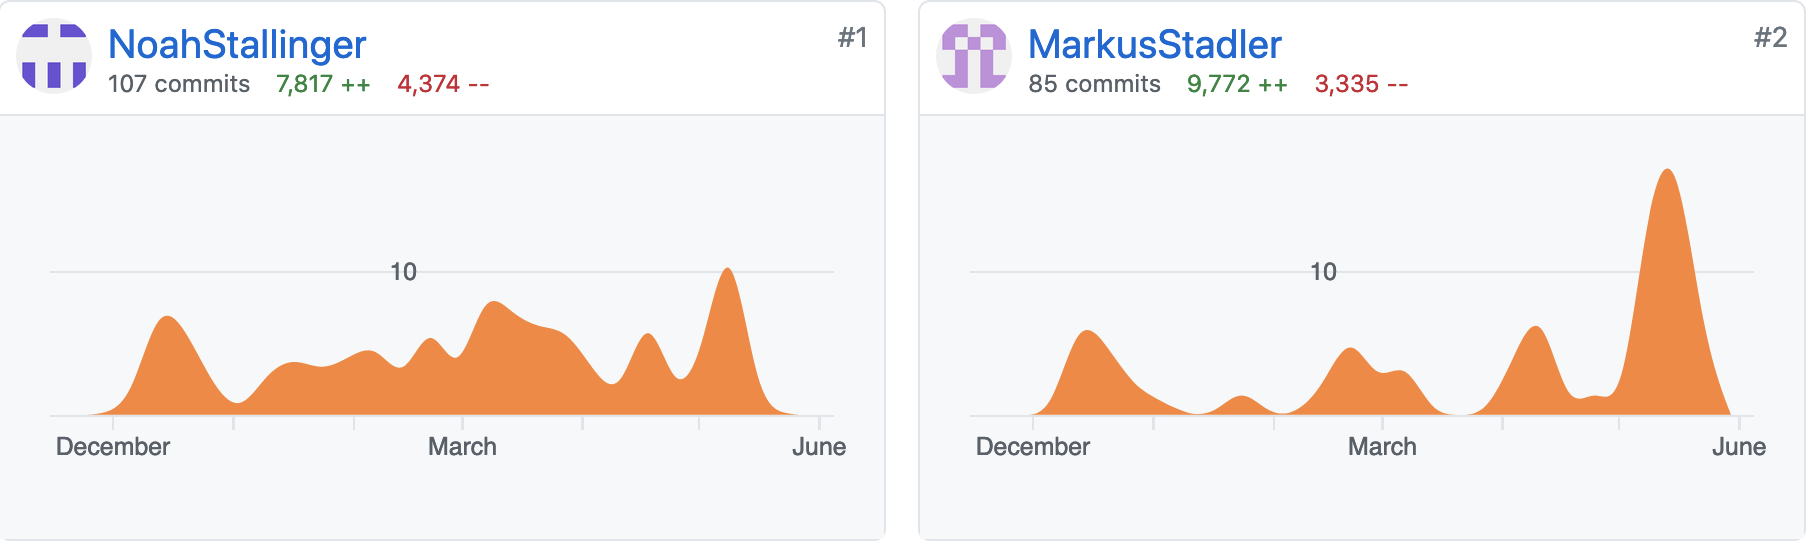 NoahStallinger
#1
107 commits 7,817 ++ 4,374 --
10
December March June
MarkusStadler
#2
85 commits 9,772 ++ 3,335 --
10
December March June